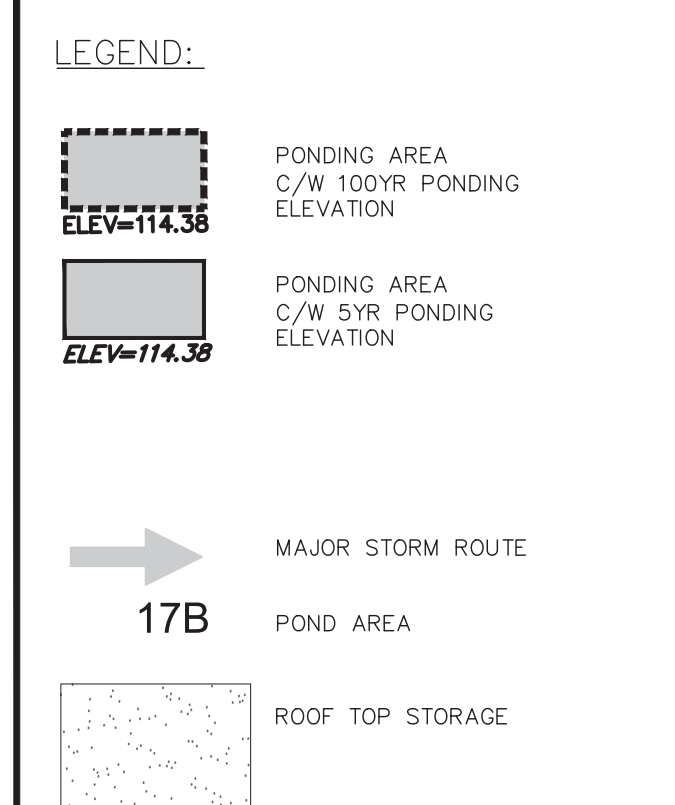 LEGEND:
PONDING AREA
C/W 100YR PONDING
ELEVATION
ELEV=114.38
PONDING AREA
C/W 5YR PONDING
ELEVATION
ELEV=114.38
MAJOR STORM ROUTE
17B
POND AREA
ROOF TOP STORAGE